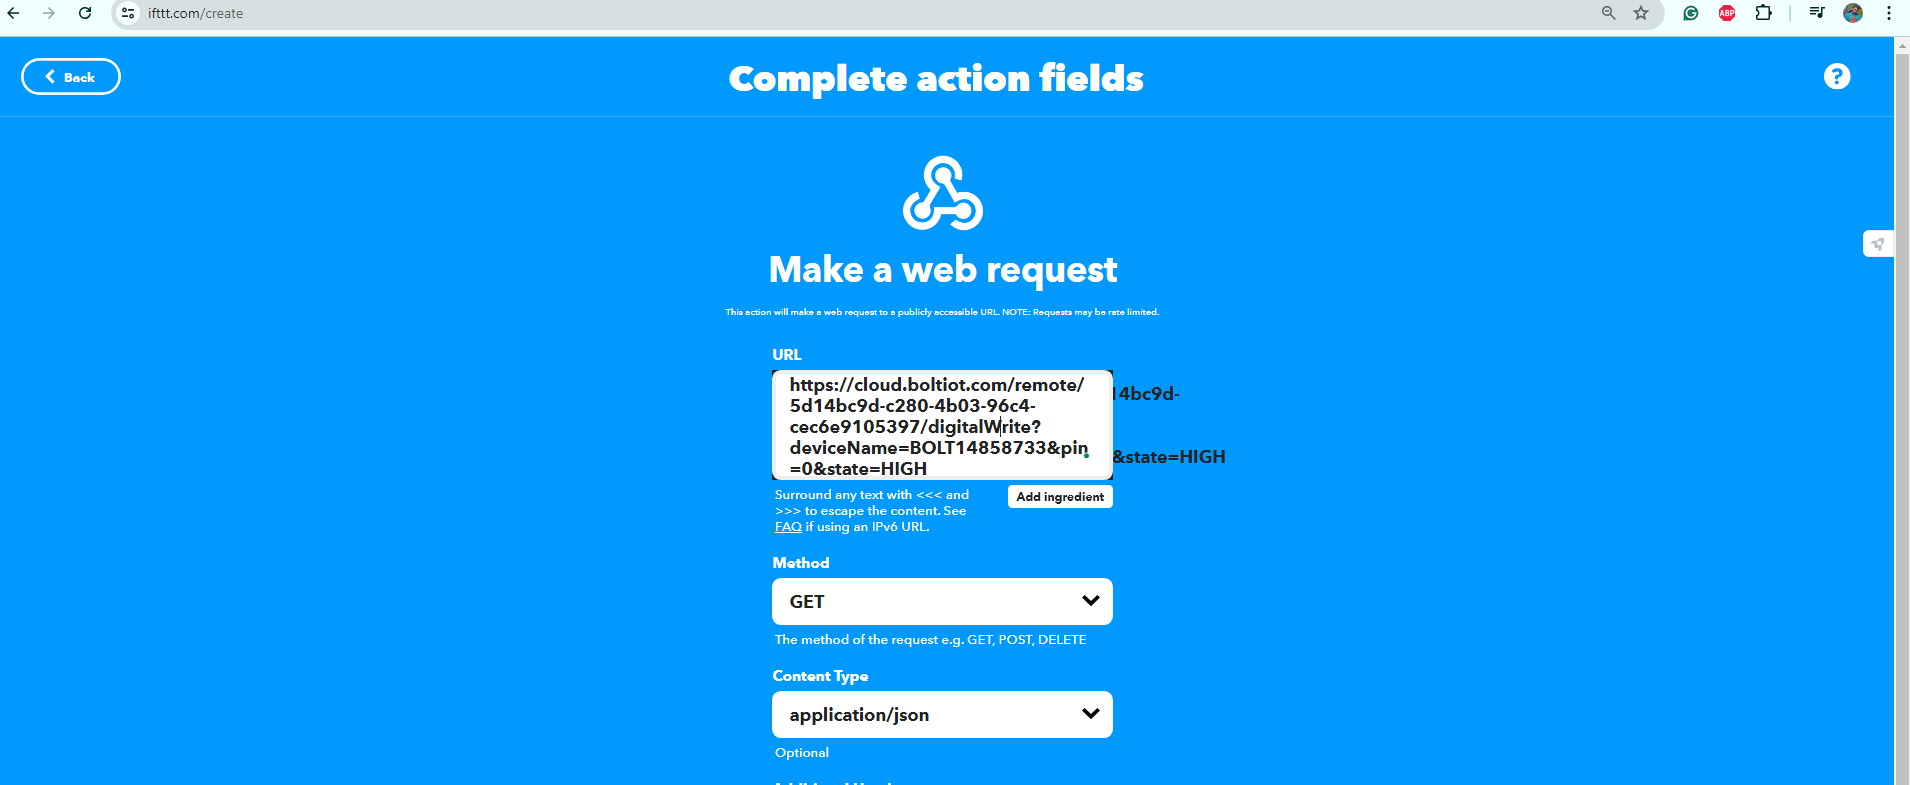 ifttt.com/create
ABP
Back
Complete action fields
?
Make a web request
This action will make a web request to a publicly accessible URL. NOTE: Requests may be rate limited.
URL
https://cloud.boltiot.com/remote/
5d14bc9d-c280-4b03-96c4-
cec6e9105397/digitalWrite?
deviceName=BOLT14858733&pin
=0&state=HIGH
14bc9d-
&state=HIGH
Surround any text with <<< and
>>> to escape the content. See
FAQ if using an IPv6 URL.
Add ingredient
Method
GET
The method of the request e.g. GET, POST, DELETE
Content Type
application/json
Optional